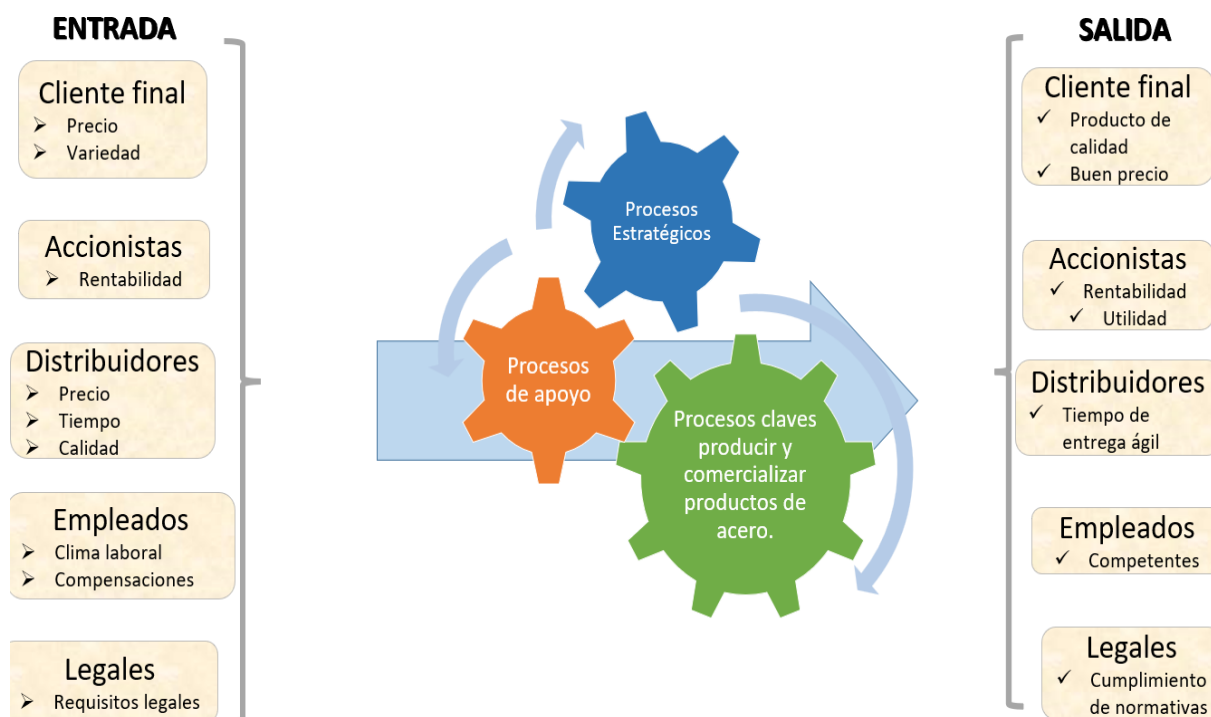 ENTRADA
Cliente final
Precio
Variedad
Accionistas
Rentabilidad
Distribuidores
Precio
Tiempo
Calidad
Empleados
Clima laboral
Compensaciones
Legales
Requisitos legales
Procesos
Estratégicos
Procesos
de apoyo
Procesos claves
producir y
comercializar
productos de
acero.
SALIDA
Cliente final
Producto de
calidad
Buen precio
Accionistas
Rentabilidad
Utilidad
Distribuidores
Tiempo de
entrega ágil
Empleados
Competentes
Legales
Cumplimiento
de normativas